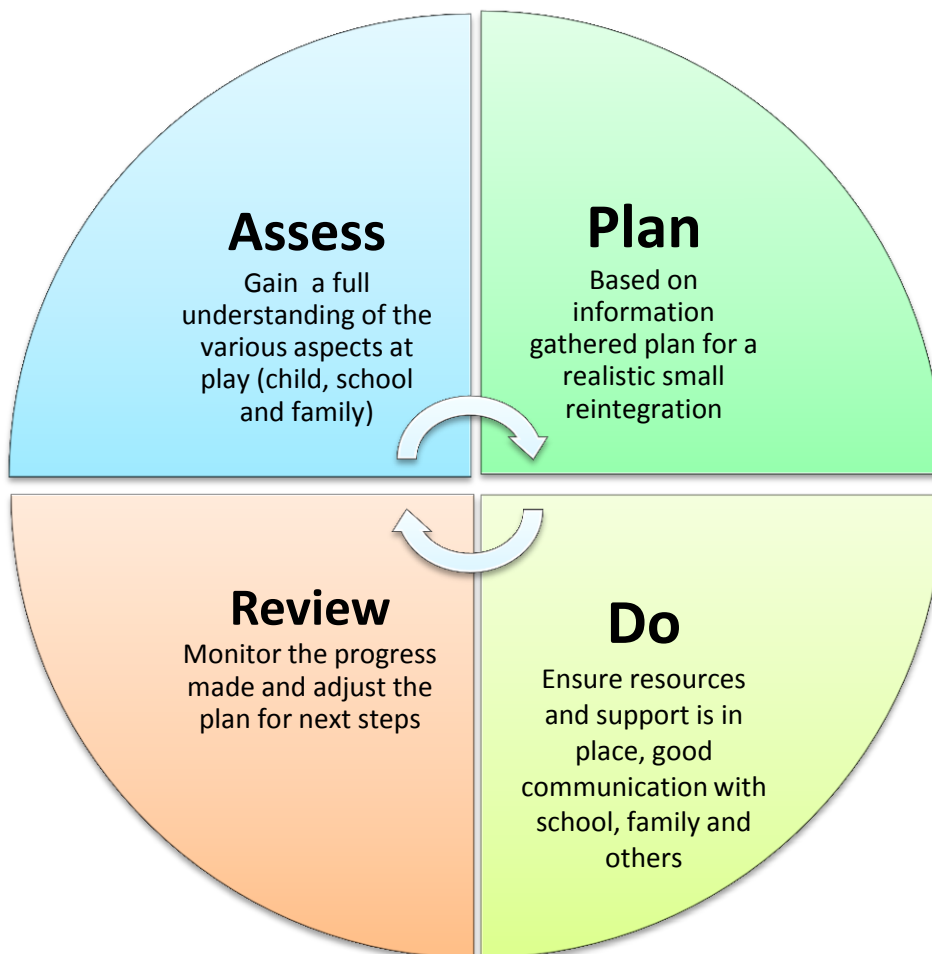 Assess
Gain a full
understanding of the
various aspects at
play (child, school
and family)
Plan
Based on
information
gathered plan for a
realistic small
reintegration
Do
Ensure resources
and support is in
place, good
communication with
school, family and
others
Review
Monitor the progress
made and adjust the
plan for next steps